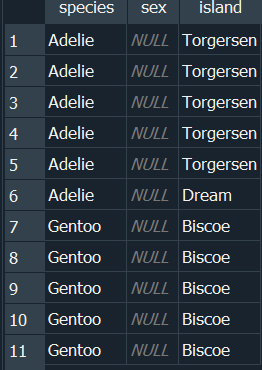 species sex island
1 Adelie NULL Torgersen
2 Adelie NULL Torgersen
3 Adelie NULL Torgersen
4 Adelie NULL Torgersen
5 Adelie NULL Torgersen
6 Adelie NULL Dream
7 Gentoo NULL Biscoe
8 Gentoo NULL Biscoe
9 Gentoo NULL Biscoe
10 Gentoo NULL Biscoe
11 Gentoo NULL Biscoe